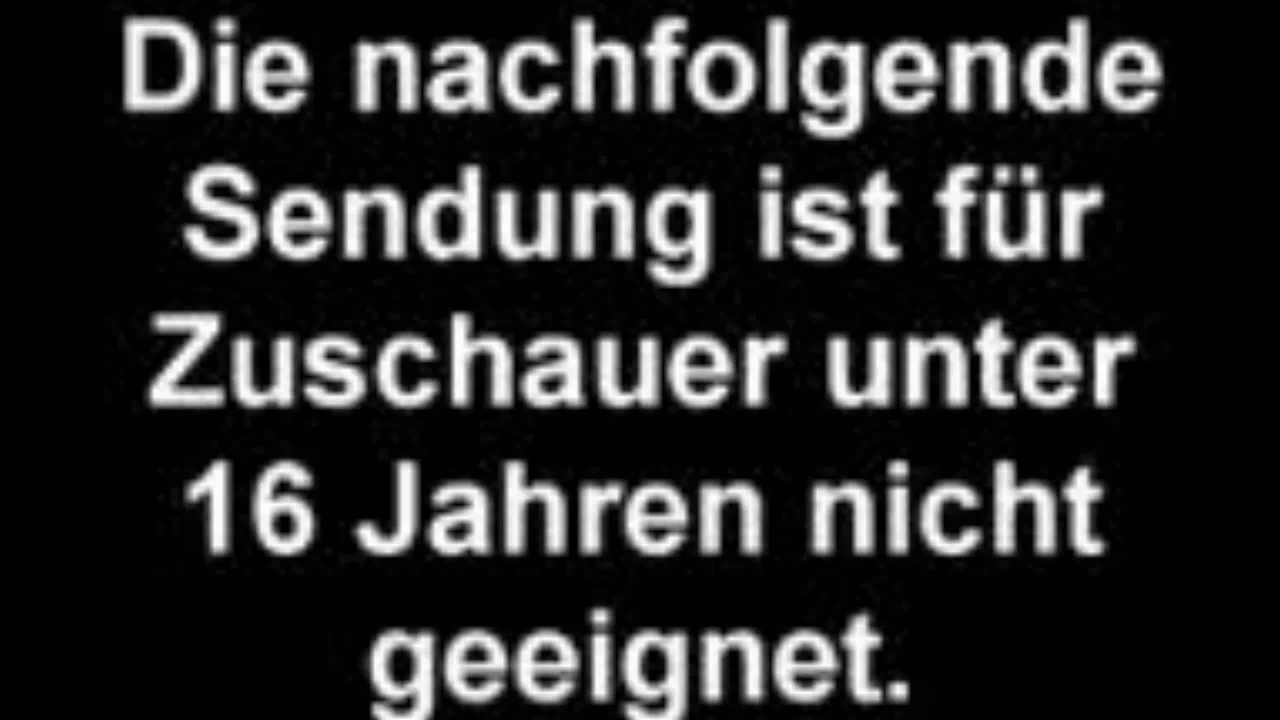 Die nachfolgende
Sendung ist für
Zuschauer unter
16 Jahren nicht
geeignet.